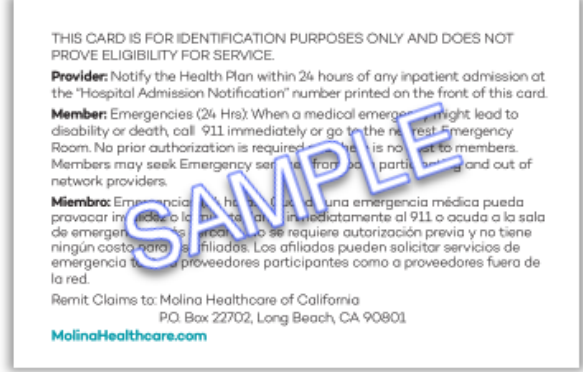 THIS CARD IS FOR IDENTIFICATION PURPOSES ONLY AND DOES NOT
PROVE ELIGIBILITY FOR SERVICE.
Provider: Notify the Health Plan within 24 hours of any inpatient admission at
the “Hospital Admission Notification” number printed on the front of this card.
Member: Emergencies (24 Hrs): When a medical emergency might lead to
disability or death, call 911 immediately or go to the nearest Emergency
Room. No prior authorization is required is no to members.
Members may seek Emergency from and out of
network providers.
Miembro: una emergencia médica pueda
pravacar inmediatamente al 911 o acuda a la sala
de se requiere autorización previa y no tiene
ningún costo para afiliados. Los afiliados pueden solicitar servicios de
emergencia proveedores participantes como a proveedores fuera de
la red.
SAMPLE
Remit Claims to: Molina Healthcare of California
P.O. Box 22702, Long Beach, CA 90801
MolinaHealthcare.com